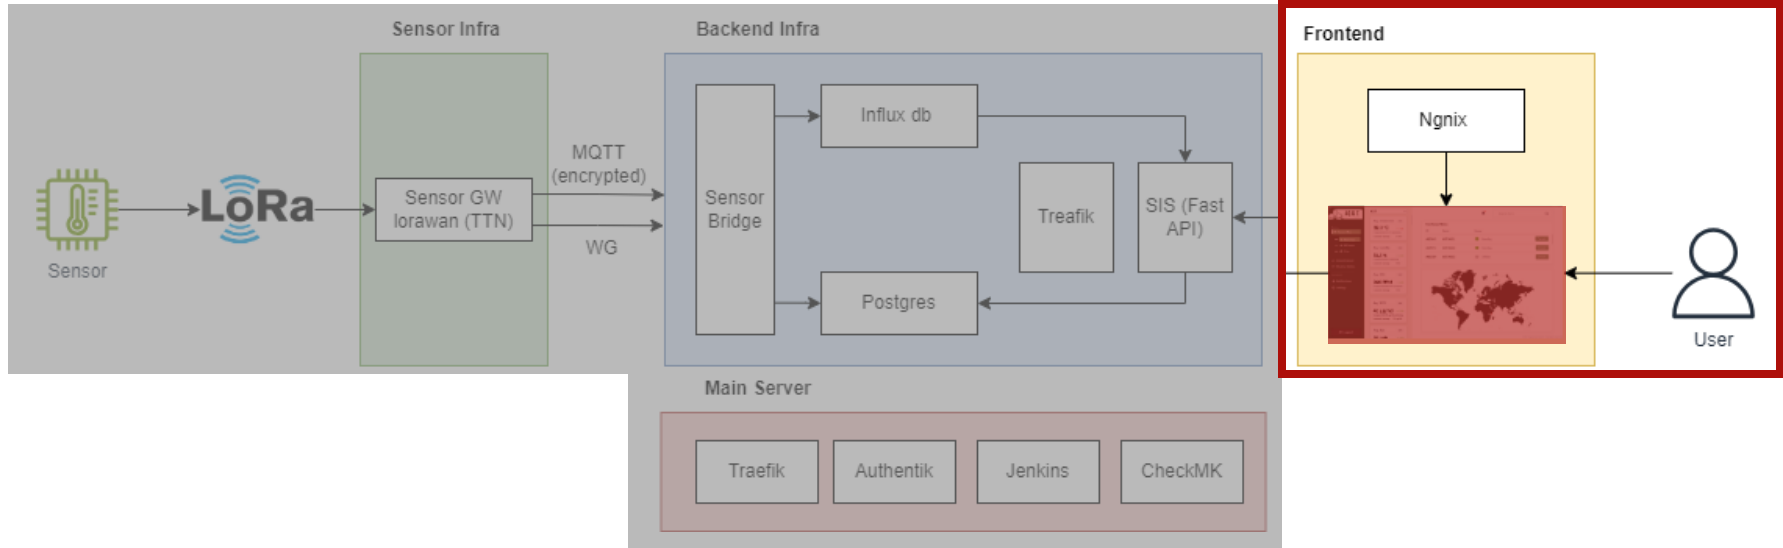 Sensor Infra
Backend Infra
Frontend
Influx db
Ngnix
MQTT
(encrypted)
Sensor GW
lorawan (TTN)
Sensor
Bridge
Treafik
SIS (Fast
API)
LoRa
WG
Sensor
Postgres
User
Main Server
Traefik
Authentik
Jenkins
CheckMK